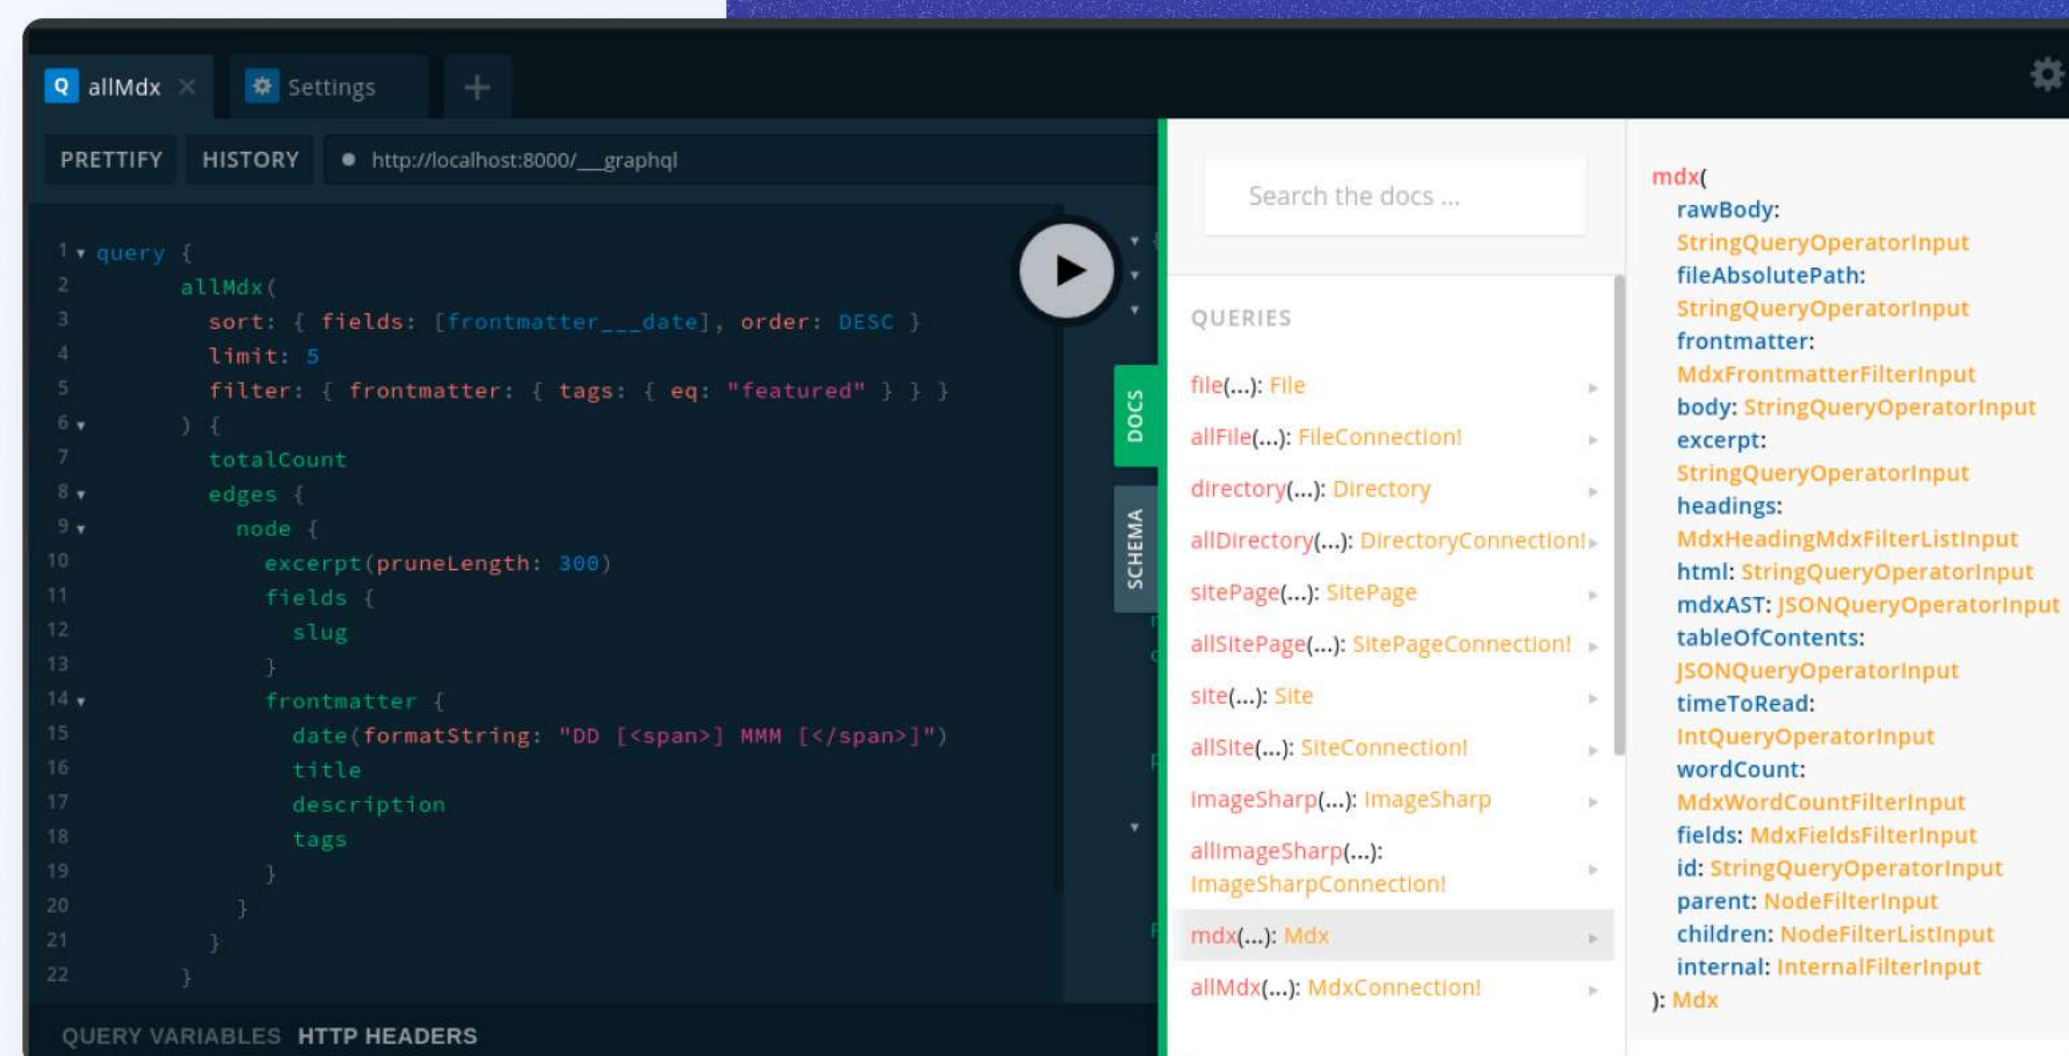 Q allMdx × Settings +
PRETTIFY HISTORY http://localhost:8000/___graphql
1 query {
2 allMdx(
3 sort: { fields: [frontmatter___date], order: DESC }
4 limit: 5
5 filter: { frontmatter: { tags: { eq: "featured" } } }
6 ) {
7 totalCount
8 edges {
9 node {
10 excerpt(pruneLength: 300)
11 fields {
12 slug
13 }
14 frontmatter {
15 date(formatString: "DD [<span>] MMM [</span>]")
16 title
17 description
18 tags
19 }
20 }
21 }
22 }
QUERY VARIABLES HTTP HEADERS
DOCS
SCHEMA
Search the docs ...
QUERIES
file(...): File
allFile(...): FileConnection!
directory(...): Directory
allDirectory(...): DirectoryConnection!
sitePage(...): SitePage
allSitePage(...): SitePageConnection!
site(...): Site
allSite(...): SiteConnection!
imageSharp(...): ImageSharp
allImageSharp(...):
ImageSharpConnection!
mdx(...): Mdx
allMdx(...): MdxConnection!
mdx(
rawBody:
StringQueryOperatorInput
fileAbsolutePath:
StringQueryOperatorInput
frontmatter:
MdxFrontmatterFilterInput
body: StringQueryOperatorInput
excerpt:
StringQueryOperatorInput
headings:
MdxHeadingMdxFilterListInput
html: StringQueryOperatorInput
mdxAST: JSONQueryOperatorInput
tableOfContents:
JSONQueryOperatorInput
timeToRead:
IntQueryOperatorInput
wordCount:
MdxWordCountFilterInput
fields: MdxFieldsFilterInput
id: StringQueryOperatorInput
parent: NodeFilterInput
children: NodeFilterListInput
internal: InternalFilterInput
): Mdx